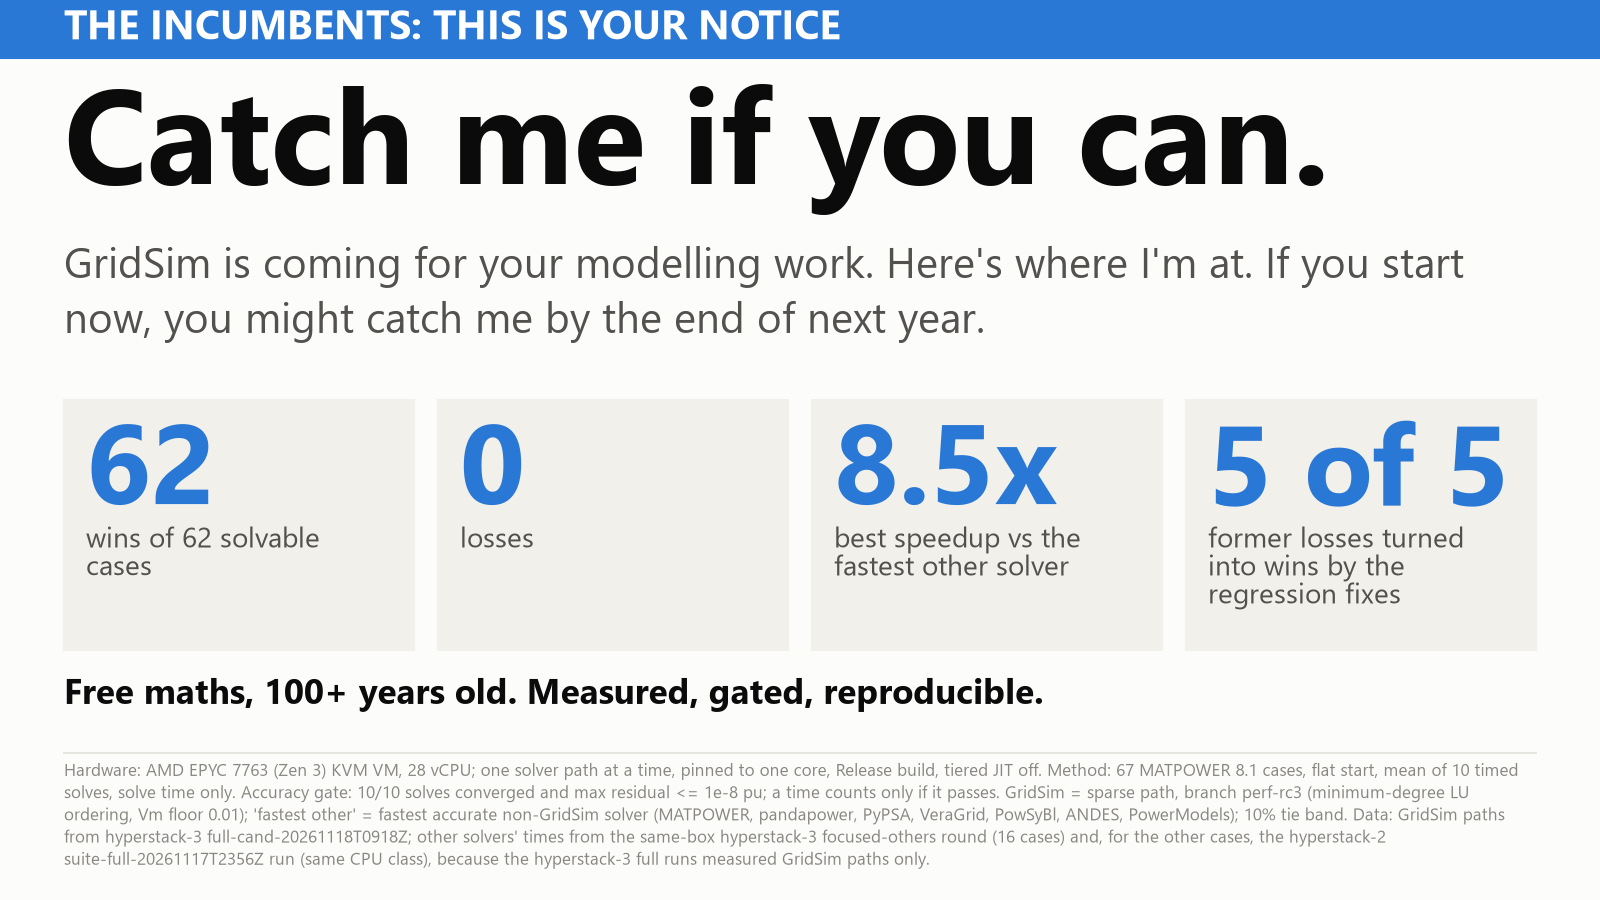 THE INCUMBENTS: THIS IS YOUR NOTICE
Catch me if you can.
GridSim is coming for your modelling work. Here's where I'm at. If you start
now, you might catch me by the end of next year.
62
wins of 62 solvable
cases
0
losses
8.5x
best speedup vs the
fastest other solver
5 of 5
former losses turned
into wins by the
regression fixes
Free maths, 100+ years old. Measured, gated, reproducible.
Hardware: AMD EPYC 7763 (Zen 3) KVM VM, 28 vCPU; one solver path at a time, pinned to one core, Release build, tiered JIT off. Method: 67 MATPOWER 8.1 cases, flat start, mean of 10 timed
solves, solve time only. Accuracy gate: 10/10 solves converged and max residual <= 1e-8 pu; a time counts only if it passes. GridSim = sparse path, branch perf-rc3 (minimum-degree LU
ordering, Vm floor 0.01); 'fastest other' = fastest accurate non-GridSim solver (MATPOWER, pandapower, PyPSA, VeraGrid, PowSyBl, ANDES, PowerModels); 10% tie band. Data: GridSim paths
from hyperstack-3 full-cand-20261118T0918Z; other solvers' times from the same-box hyperstack-3 focused-others round (16 cases) and, for the other cases, the hyperstack-2
suite-full-20261117T2356Z run (same CPU class), because the hyperstack-3 full runs measured GridSim paths only.